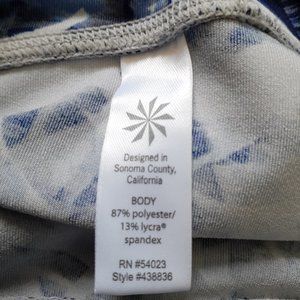 Designed in
Sonoma County,
California
BODY
87% polyester/
13% lycra®
spandex
RN #54023
Style #438836